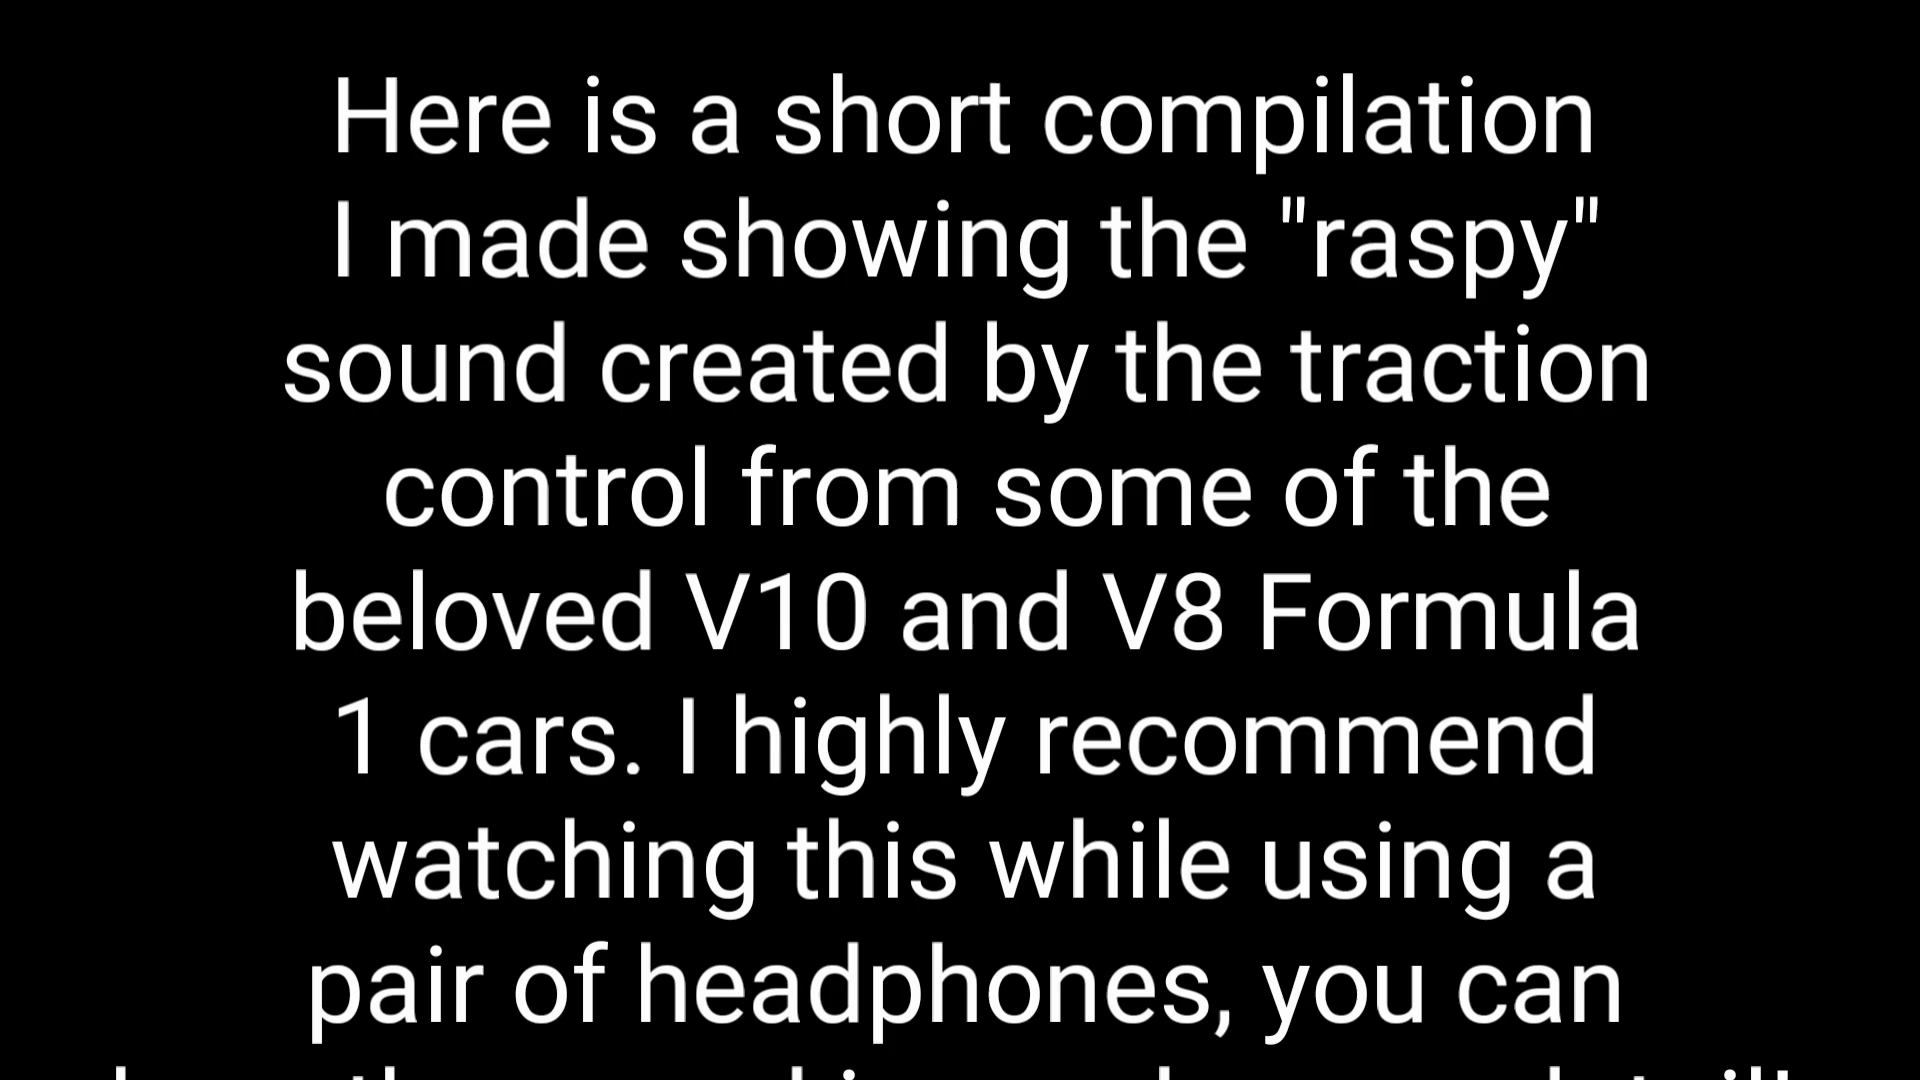 Here is a short compilation
I made showing the "raspy"
sound created by the traction
control from some of the
beloved V10 and V8 Formula
1 cars. I highly recommend
watching this while using a
pair of headphones, you can